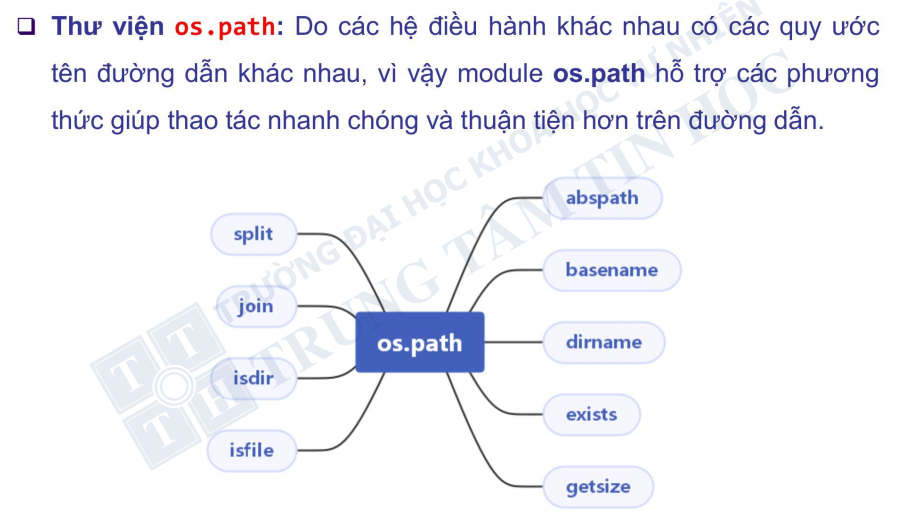 ❑ Thư viện os.path: Do các hệ điều hành khác nhau có các quy ước
tên đường dẫn khác nhau, vì vậy module os.path hỗ trợ các phương
thức giúp thao tác nhanh chóng và thuận tiện hơn trên đường dẫn.
TRƯỜNG ĐẠI HỌC KHOA HỌC TỰ NHIÊN
TRUNG TÂM TIN HỌC
T T
T H
split
join
isdir
isfile
os.path
abspath
basename
dirname
exists
getsize